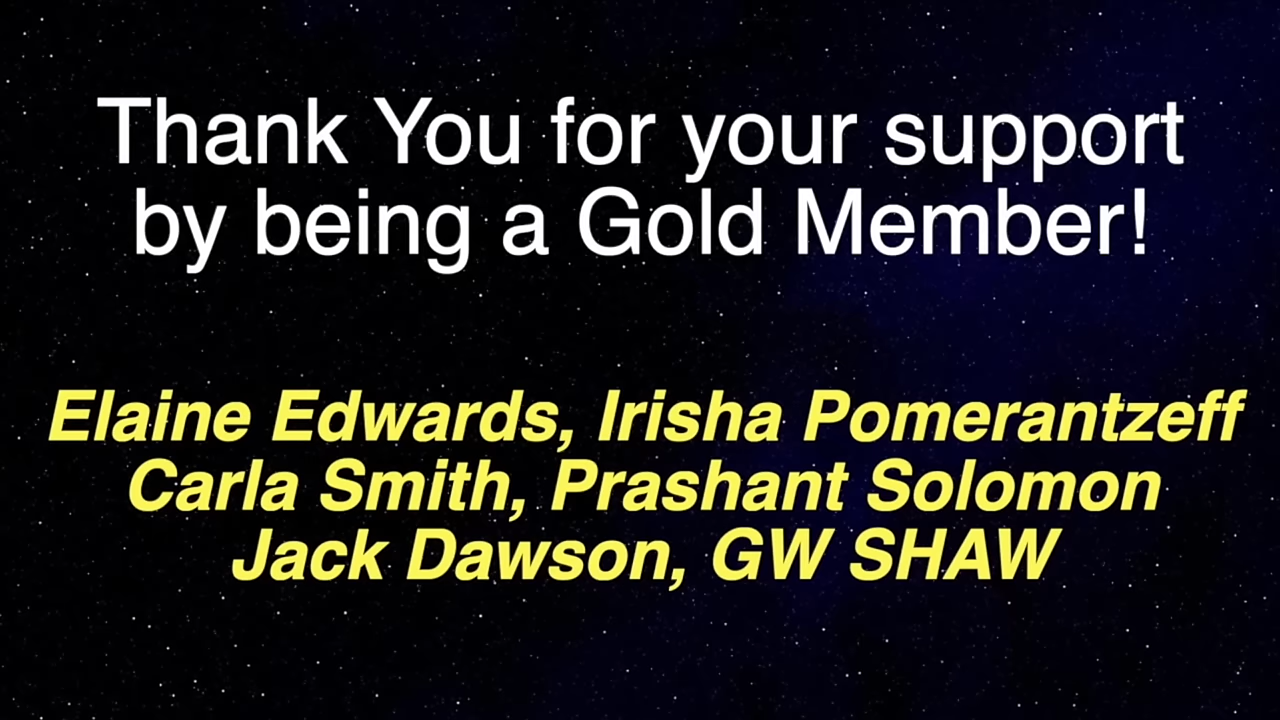 Thank You for your support
by being a Gold Member!
Elaine Edwards, Irisha Pomerantzeff
Carla Smith, Prashant Solomon
Jack Dawson, GW SHAW